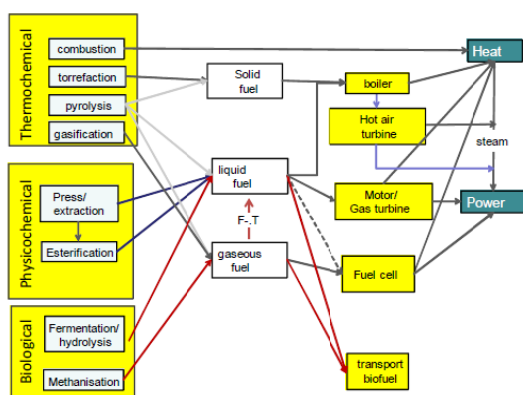 Thermochemical
combustion
torrefaction
pyrolysis
gasification
Physicochemical
Press/
extraction
Esterification
Biological
Fermentation/
hydrolysis
Methanisation
Solid
fuel
liquid
fuel
F-.T
gaseous
fuel
boiler
Hot air
turbine
Motor/
Gas turbine
Fuel cell
transport
biofuel
Heat
steam
Power